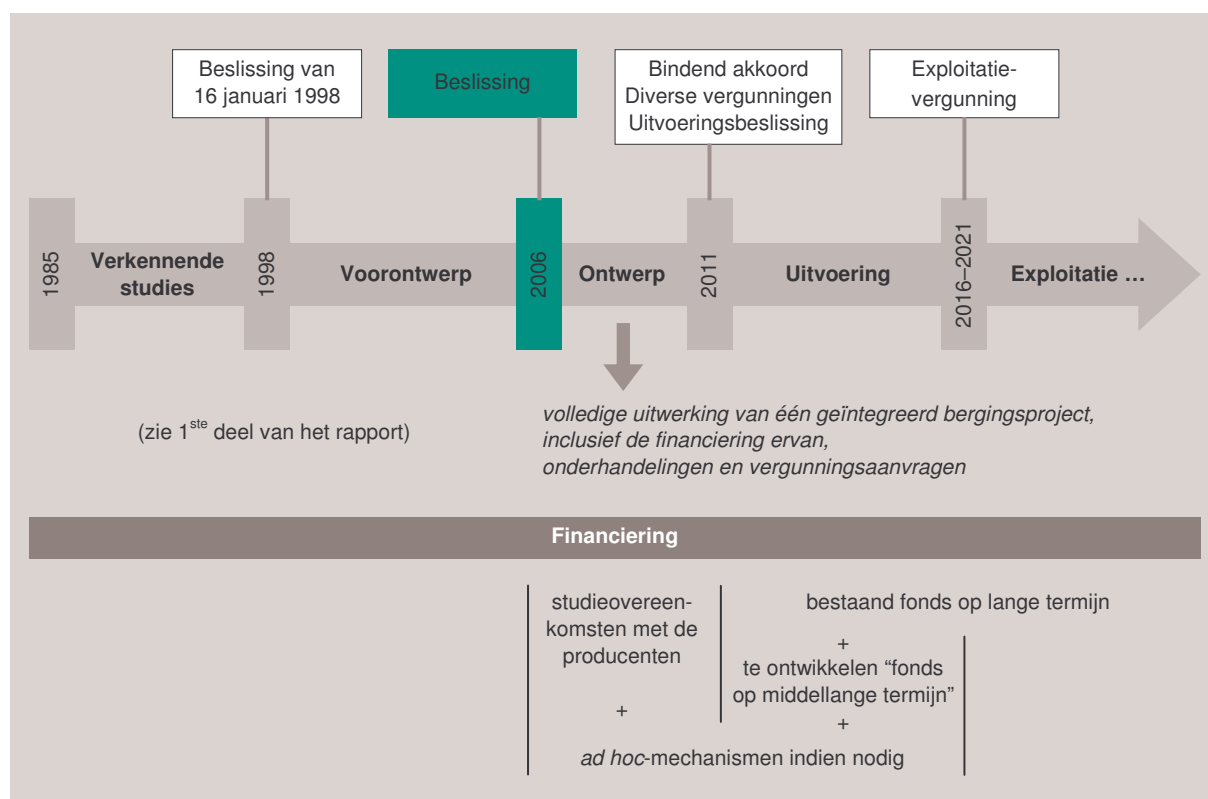 Beslissing van
16 januari 1998
Beslissing
Bindend akkoord
Diverse vergunningen
Uitvoeringsbeslissing
Exploitatie-
vergunning
1985
Verkennende
studies
1998
Voorontwerp
2006
Ontwerp
2011
Uitvoering
2016–2021
Exploitatie …
(zie 1ste deel van het rapport)
volledige uitwerking van één geïntegreerd bergingsproject,
inclusief de financiering ervan,
onderhandelingen en vergunningsaanvragen
Financiering
studieovereen-
komsten met de
producenten
+
bestaand fonds op lange termijn
+
te ontwikkelen “fonds
op middellange termijn”
+
ad hoc-mechanismen indien nodig